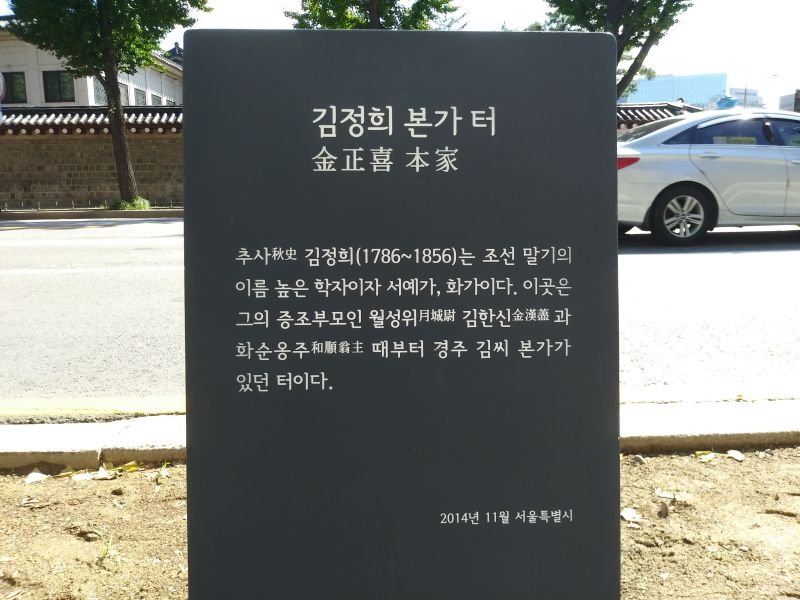 김정희 본가 터
金正喜 本家
추사秋史 김정희(1786~1856)는 조선 말기의
이름 높은 학자이자 서예가, 화가이다. 이곳은
그의 증조부모인 월성위月城尉 김한신金漢藎과
화순옹주和順翁主 때부터 경주 김씨 본가가
있던 터이다.
2014년 11월 서울특별시